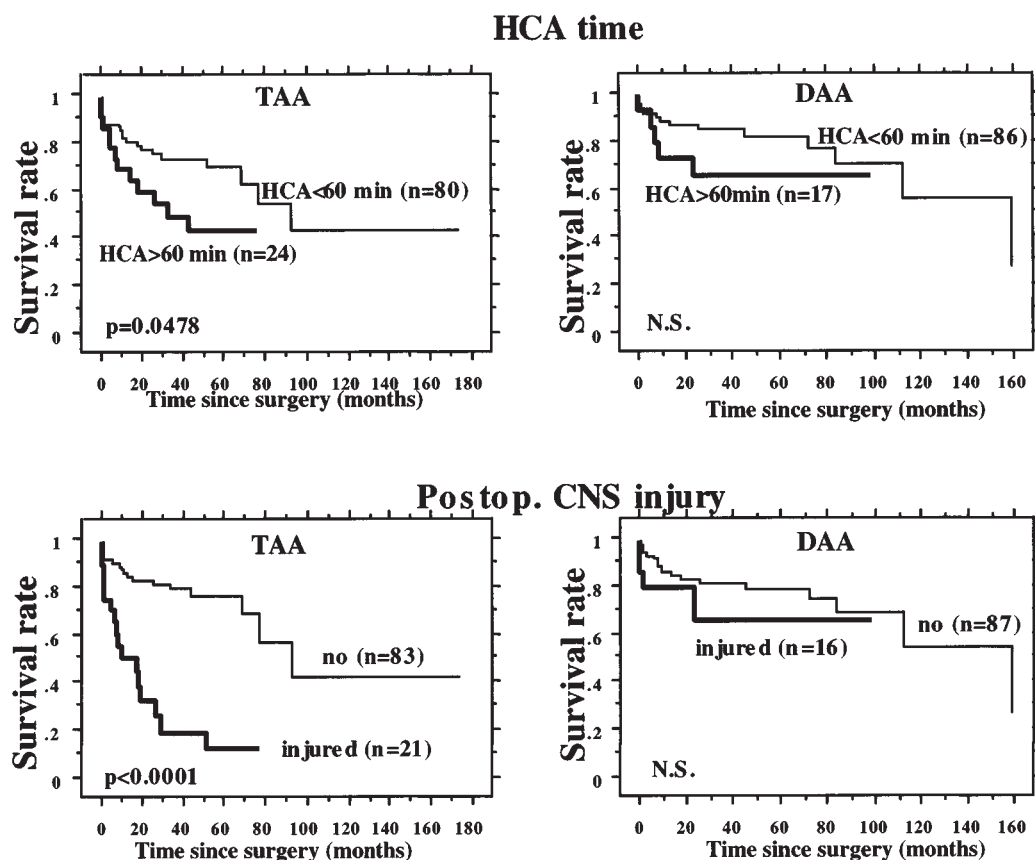 HCA time
TAA
Survival rate
1
.8
.6
.4
.2
0
HCA<60 min (n=80)
HCA>60 min (n=24)
p=0.0478
0 20 40 60 80 100 120 140 160 180
Time since surgery (months)
DAA
Survival rate
1
.8
.6
.4
.2
0
HCA<60 min (n=86)
HCA>60min (n=17)
N.S.
0 20 40 60 80 100 120 140 160
Time since surgery (months)
Postop. CNS injury
TAA
Survival rate
1
.8
.6
.4
.2
0
no (n=83)
injured (n=21)
p<0.0001
0 20 40 60 80 100 120 140 160 180
Time since surgery (months)
DAA
Survival rate
1
.8
.6
.4
.2
0
no (n=87)
injured (n=16)
N.S.
0 20 40 60 80 100 120 140 160
Time since surgery (months)